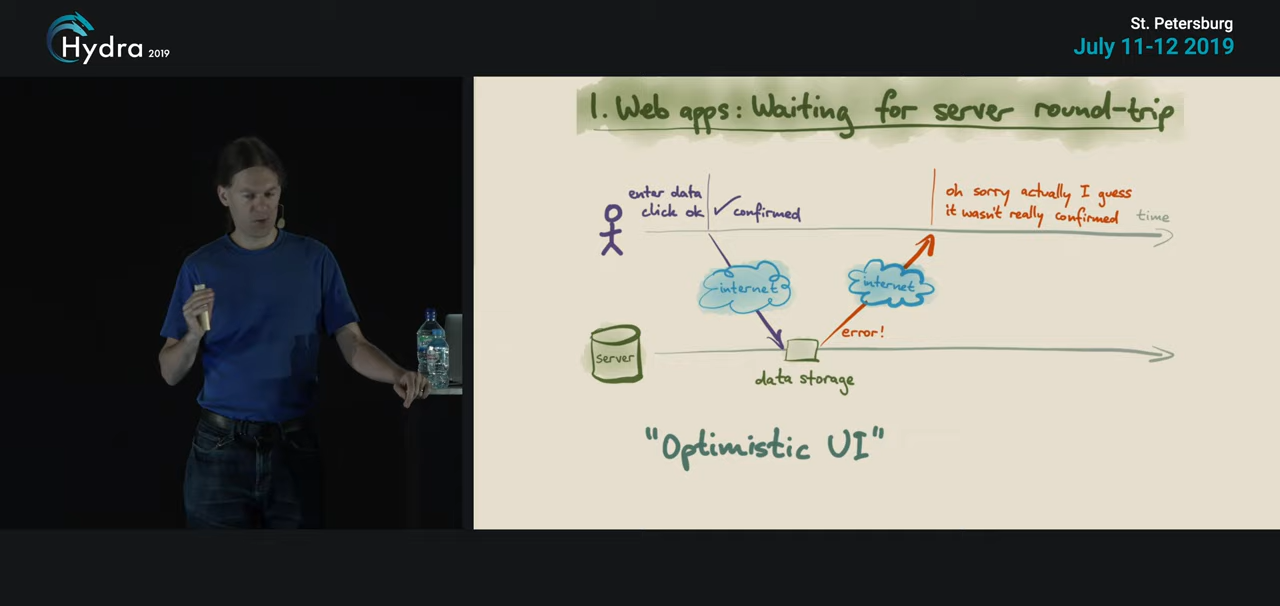 Hydra 2019
St. Petersburg
July 11-12 2019
1. Web apps: Waiting for server round-trip
enter data
click ok
✓ confirmed
oh sorry actually I guess
it wasn't really confirmed
time
internet
internet
error!
server
data storage
"Optimistic UI"